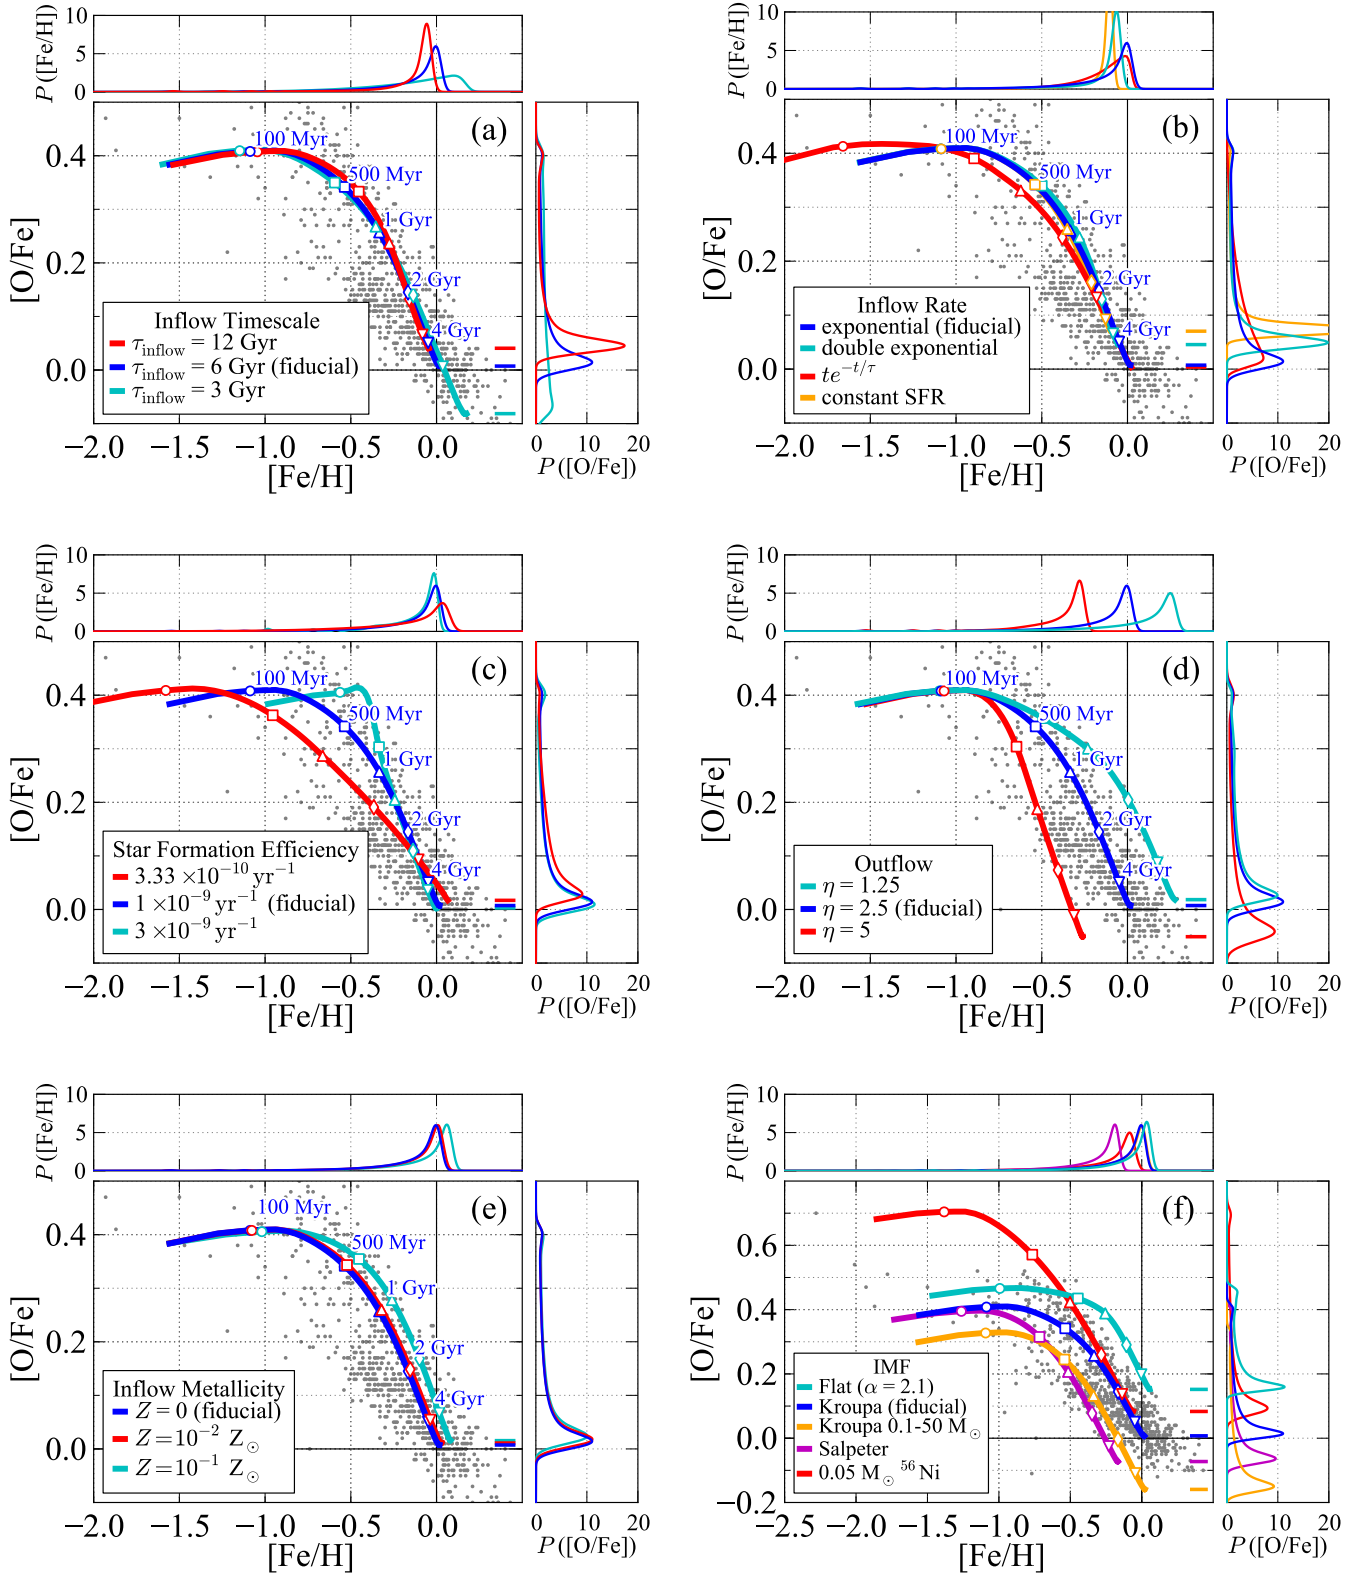 10
5
0
P([Fe/H])
(a)
100 Myr
500 Myr
1 Gyr
2 Gyr
4 Gyr
0.4
0.2
0.0
[O/Fe]
Inflow Timescale
τinflow = 12 Gyr
τinflow = 6 Gyr (fiducial)
τinflow = 3 Gyr
−2.0 −1.5 −1.0 −0.5 0.0
[Fe/H]
0 10 20
P([O/Fe])
10
5
0
P([Fe/H])
(b)
100 Myr
500 Myr
1 Gyr
2 Gyr
4 Gyr
0.4
0.2
0.0
[O/Fe]
Inflow Rate
exponential (fiducial)
double exponential
te^−t/τ
constant SFR
−2.0 −1.5 −1.0 −0.5 0.0
[Fe/H]
0 10 20
P([O/Fe])
10
5
0
P([Fe/H])
(c)
500 Myr
1 Gyr
2 Gyr
4 Gyr
0.4
0.2
0.0
[O/Fe]
Star Formation Efficiency
3.33 ×10^−10 yr^−1
1 ×10^−9 yr^−1 (fiducial)
3 ×10^−9 yr^−1
−2.0 −1.5 −1.0 −0.5 0.0
[Fe/H]
0 10 20
P([O/Fe])
10
5
0
P([Fe/H])
(d)
100 Myr
500 Myr
1 Gyr
2 Gyr
4 Gyr
0.4
0.2
0.0
[O/Fe]
Outflow
η = 1.25
η = 2.5 (fiducial)
η = 5
−2.0 −1.5 −1.0 −0.5 0.0
[Fe/H]
0 10 20
P([O/Fe])
10
5
0
P([Fe/H])
(e)
100 Myr
500 Myr
1 Gyr
2 Gyr
4 Gyr
0.4
0.2
0.0
[O/Fe]
Inflow Metallicity
Z = 0 (fiducial)
Z = 10^−2 Z⊙
Z = 10^−1 Z⊙
−2.0 −1.5 −1.0 −0.5 0.0
[Fe/H]
0 10 20
P([O/Fe])
10
5
0
P([Fe/H])
(f)
0.6
0.4
0.2
0.0
−0.2
[O/Fe]
IMF
Flat (α = 2.1)
Kroupa (fiducial)
Kroupa 0.1-50 M⊙
Salpeter
0.05 M⊙ ⁵⁶Ni
−2.5 −2.0 −1.5 −1.0 −0.5 0.0
[Fe/H]
0 10 20
P([O/Fe])